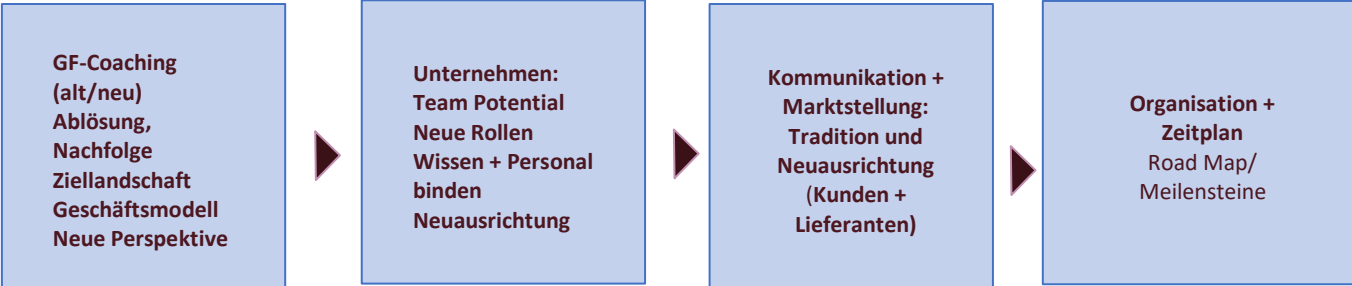 GF-Coaching
(alt/neu)
Ablösung,
Nachfolge
Ziellandschaft
Geschäftsmodell
Neue Perspektive
Unternehmen:
Team Potential
Neue Rollen
Wissen + Personal
binden
Neuausrichtung
Kommunikation +
Marktstellung:
Tradition und
Neuausrichtung
(Kunden +
Lieferanten)
Organisation +
Zeitplan
Road Map/
Meilensteine